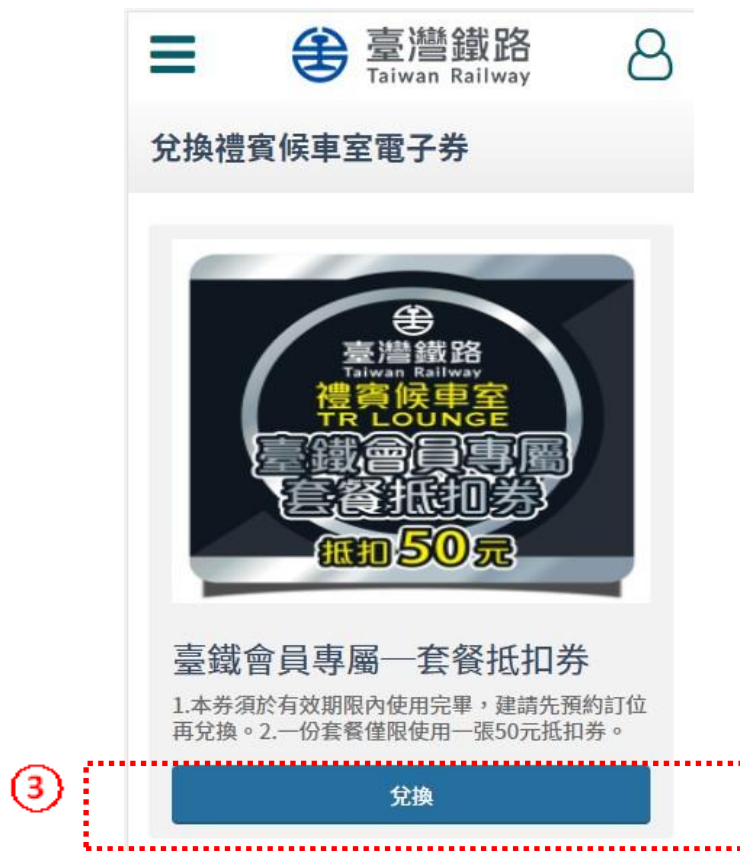 臺灣鐵路
Taiwan Railway
兌換禮賓候車室電子券
臺灣鐵路
Taiwan Railway
禮賓候車室
TR LOUNGE
臺鐵會員專屬
套餐抵扣券
抵扣50元
臺鐵會員專屬—套餐抵扣券
1.本券須於有效期限內使用完畢，建請先預約訂位
再兌換。2.一份套餐僅限使用一張50元抵扣券。
3
兌換